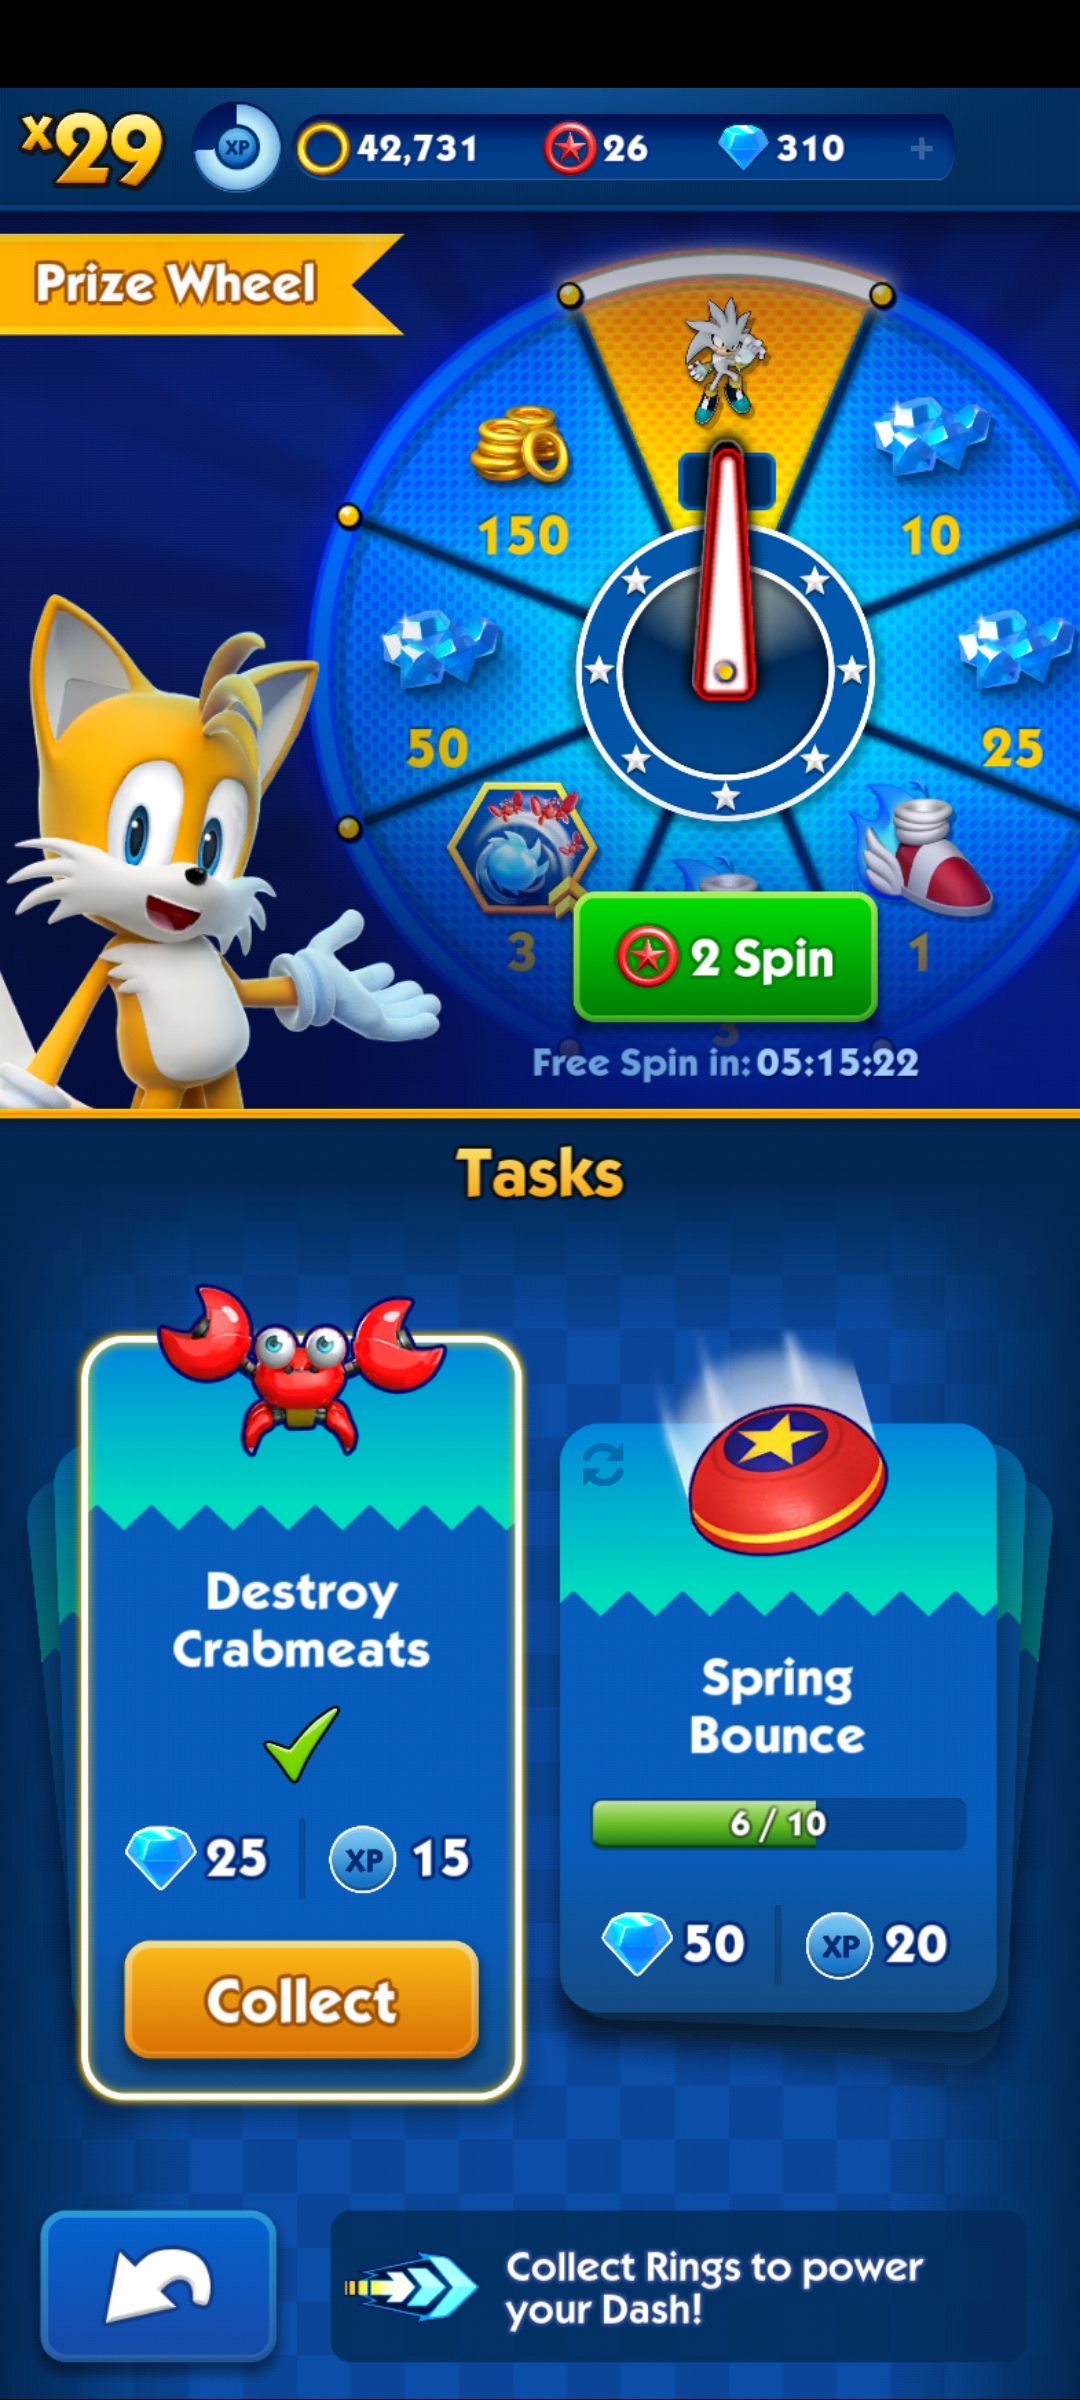 x29
XP
42,731
26
310
+
Prize Wheel
150
10
50
25
3
1
2 Spin
3
Free Spin in: 05:15:22
Tasks
Destroy
Crabmeats
25
XP
15
Collect
Spring
Bounce
6 / 10
50
XP
20
Collect Rings to power
your Dash!